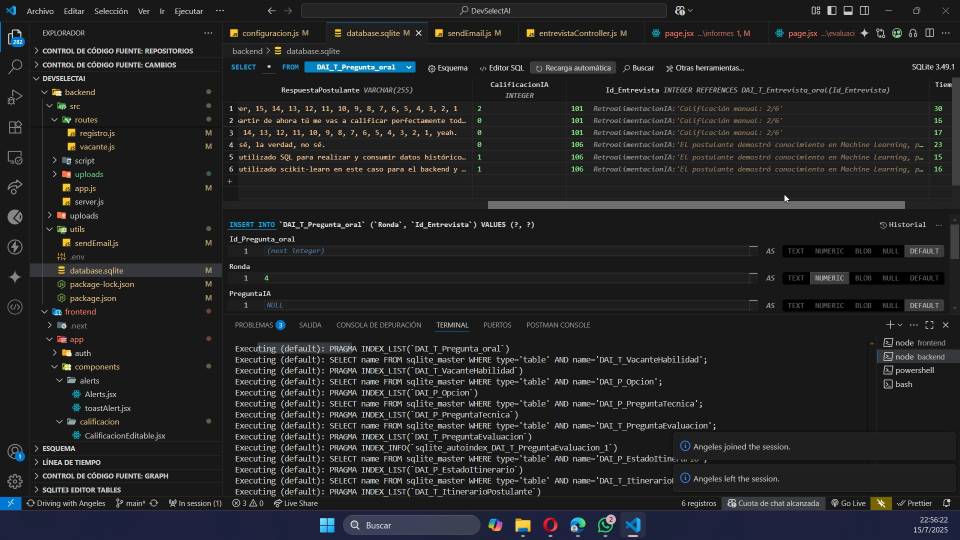 Archivo Editar Selección Ver Ir Ejecutar ··· DevSelectAI
EXPLORADOR
CONTROL DE CÓDIGO FUENTE: REPOSITORIOS
CONTROL DE CÓDIGO FUENTE: CAMBIOS
DEVSELECTAI
backend
src
routes
registro.js M
vacante.js M
script
uploads
app.js M
server.js
uploads
utils
sendEmail.js M
.env
database.sqlite M
package-lock.json M
package.json M
frontend
.next
app
auth
components
alerts
Alerts.jsx
toastAlert.jsx
calificacion
CalificacionEditable.jsx
ESQUEMA
LÍNEA DE TIEMPO
CONTROL DE CÓDIGO FUENTE: GRAPH
SQLITE3 EDITOR TABLES
282
1
configuracion.js M database.sqlite M sendEmail.js M entrevistaController.js M page.jsx ...\informes 1, M page.jsx ...\evaluaci
backend > database.sqlite
SELECT * FROM DAI_T_Pregunta_oral Esquema Editor SQL Recarga automática Buscar Otras herramientas... SQLite 3.49.1
RespuestaPostulante VARCHAR(255) CalificacionIA INTEGER Id_Entrevista INTEGER REFERENCES DAI_T_Entrevista_oral(Id_Entrevista) Tiem
1 er, 15, 14, 13, 12, 11, 10, 9, 8, 7, 6, 5, 4, 3, 2, 1 2 101 RetroalimentacionIA:'Calificación manual: 2/6' 30
2 artir de ahora tú me vas a calificar perfectamente tod… 0 101 RetroalimentacionIA:'Calificación manual: 2/6' 16
3 14, 13, 12, 11, 10, 9, 8, 7, 6, 5, 4, 3, 2, 1, yeah. 0 101 RetroalimentacionIA:'Calificación manual: 2/6' 17
4 sé, la verdad, no sé. 0 106 RetroalimentacionIA:'El postulante demostró conocimiento en Machine Learning, p… 23
5 utilizado SQL para realizar y consumir datos históric… 1 106 RetroalimentacionIA:'El postulante demostró conocimiento en Machine Learning, p… 15
6 utilizado scikit-learn en este caso para el backend y … 1 106 RetroalimentacionIA:'El postulante demostró conocimiento en Machine Learning, p… 16
+
INSERT INTO `DAI_T_Pregunta_oral` (`Ronda`, `Id_Entrevista`) VALUES (?, ?) Historial
Id_Pregunta_oral
1 (next integer) AS TEXT NUMERIC BLOB NULL DEFAULT
Ronda
1 4 AS TEXT NUMERIC BLOB NULL DEFAULT
PreguntaIA
1 NULL AS TEXT NUMERIC BLOB NULL DEFAULT
PROBLEMAS 3 SALIDA CONSOLA DE DEPURACIÓN TERMINAL PUERTOS POSTMAN CONSOLE
Executing (default): PRAGMA INDEX_LIST(`DAI_T_Pregunta_oral`)
Executing (default): SELECT name FROM sqlite_master WHERE type='table' AND name='DAI_T_VacanteHabilidad';
Executing (default): PRAGMA INDEX_LIST(`DAI_T_VacanteHabilidad`)
Executing (default): SELECT name FROM sqlite_master WHERE type='table' AND name='DAI_P_Opcion';
Executing (default): PRAGMA INDEX_LIST(`DAI_P_Opcion`)
Executing (default): SELECT name FROM sqlite_master WHERE type='table' AND name='DAI_P_PreguntaTecnica';
Executing (default): PRAGMA INDEX_LIST(`DAI_P_PreguntaTecnica`)
Executing (default): SELECT name FROM sqlite_master WHERE type='table' AND name='DAI_T_PreguntaEvaluacion';
Executing (default): PRAGMA INDEX_LIST(`DAI_T_PreguntaEvaluacion`)
Executing (default): PRAGMA INDEX_INFO(`sqlite_autoindex_DAI_T_PreguntaEvaluacion_1`)
Executing (default): SELECT name FROM sqlite_master WHERE type='table' AND name='DAI_P_Estado
Executing (default): PRAGMA INDEX_LIST(`DAI_P_EstadoItinerario`)
Executing (default): SELECT name FROM sqlite_master WHERE type='table' AND name='DAI_T_Itinera
Executing (default): PRAGMA INDEX_LIST(`DAI_T_ItinerarioPostulante`)
node frontend
node backend
powershell
bash
Angeles joined the session.
Angeles left the session.
Driving with Angeles main* In session (1) 3 0 Live Share 6 registros Cuota de chat alcanzada Go Live Prettier
Buscar
2
22:56:22
15/7/2025